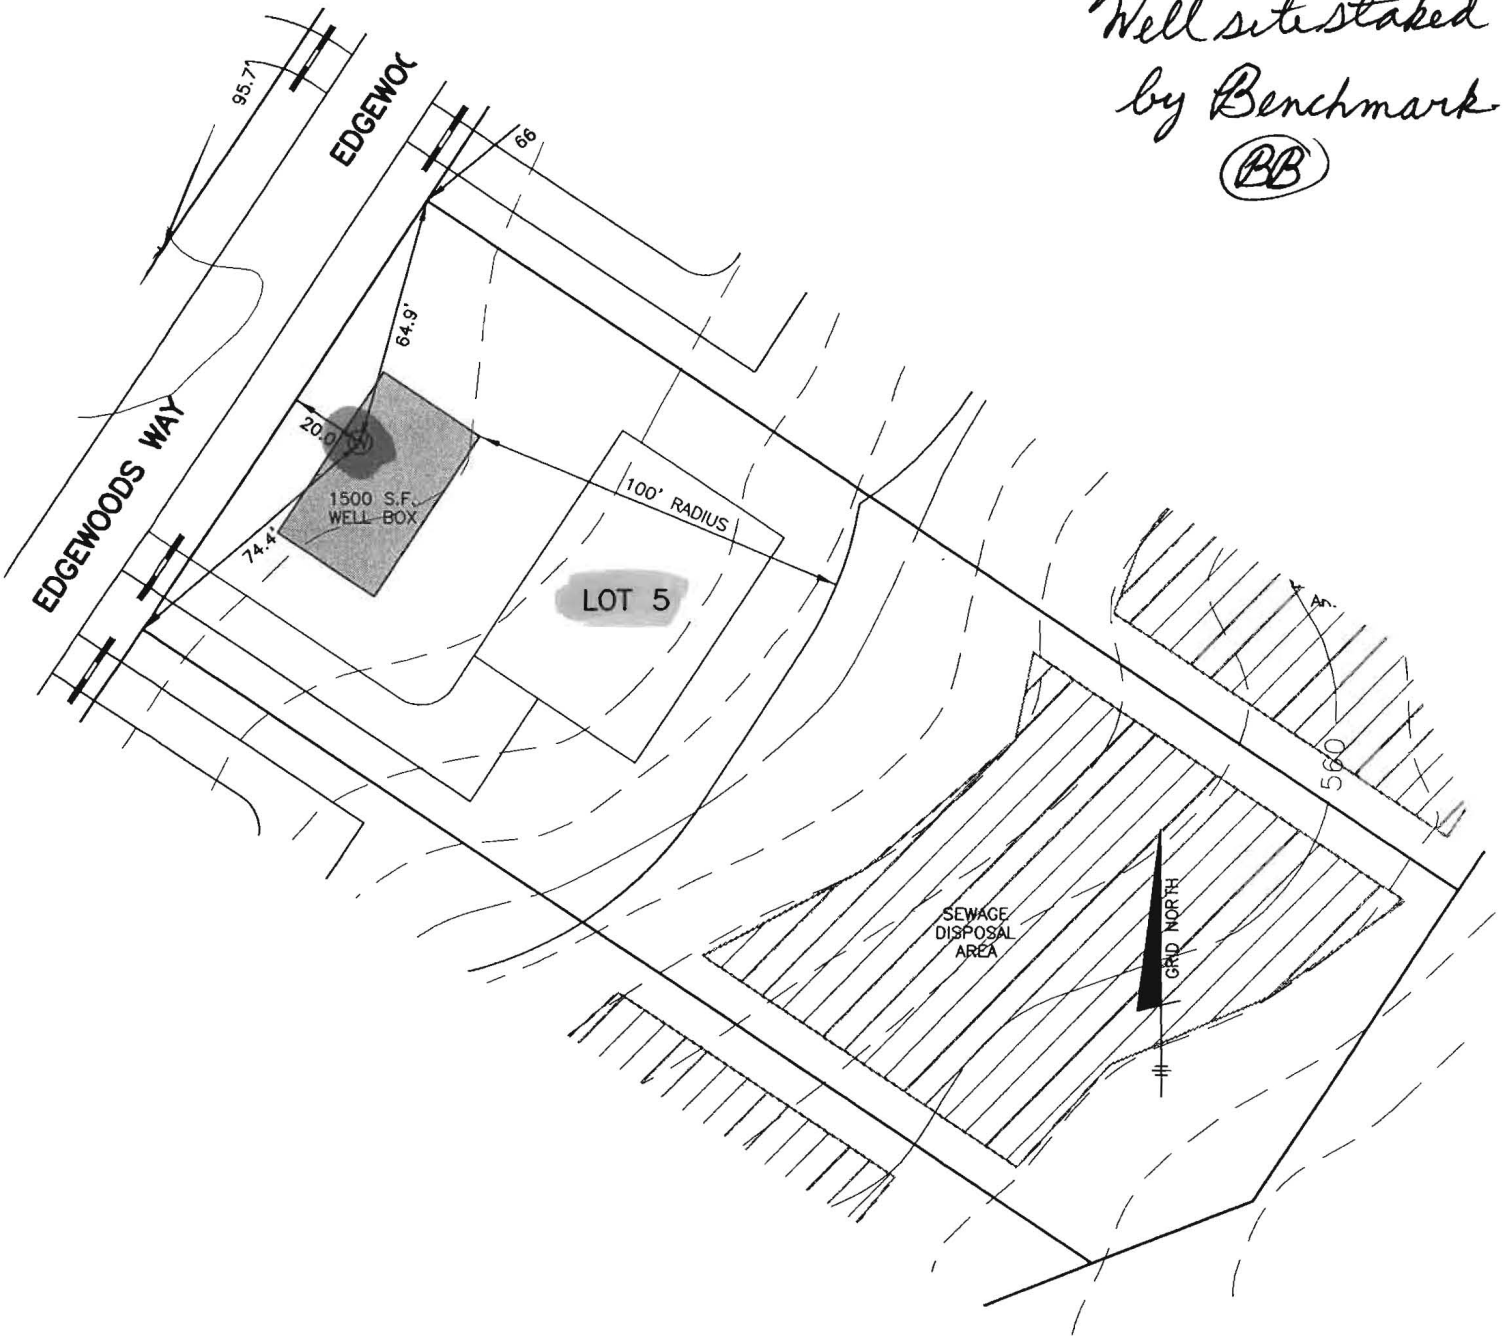 Well site staked
by Benchmark
BB
95.7'
EDGEWOO
66
64.9'
20.0
1500 S.F.
WELL BOX
74.4'
EDGEWOODS WAY
100' RADIUS
LOT 5
560
SEWAGE
DISPOSAL
AREA
GRID NORTH